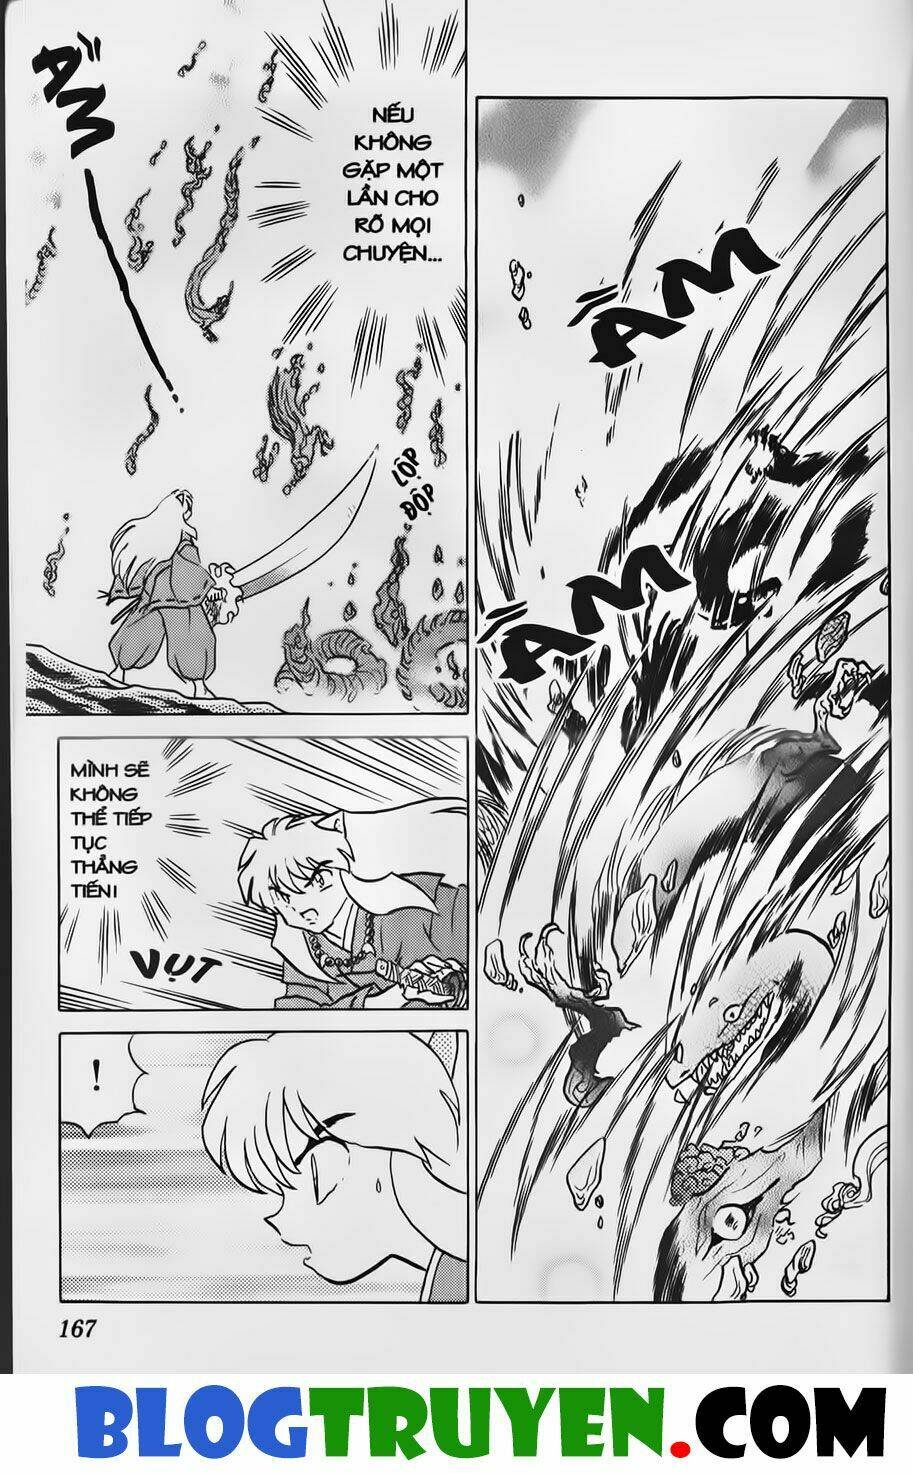 ẦM
ẦM
ẦM
NẾU
KHÔNG
GẶP MỘT
LẦN CHO
RÕ MỌI
CHUYỆN...
LỘP
ĐỘP
MÌNH SẼ
KHÔNG
THỂ TIẾP
TỤC
THẲNG
TIẾN!
VỤT
!
167
BLOGTRUYEN.COM